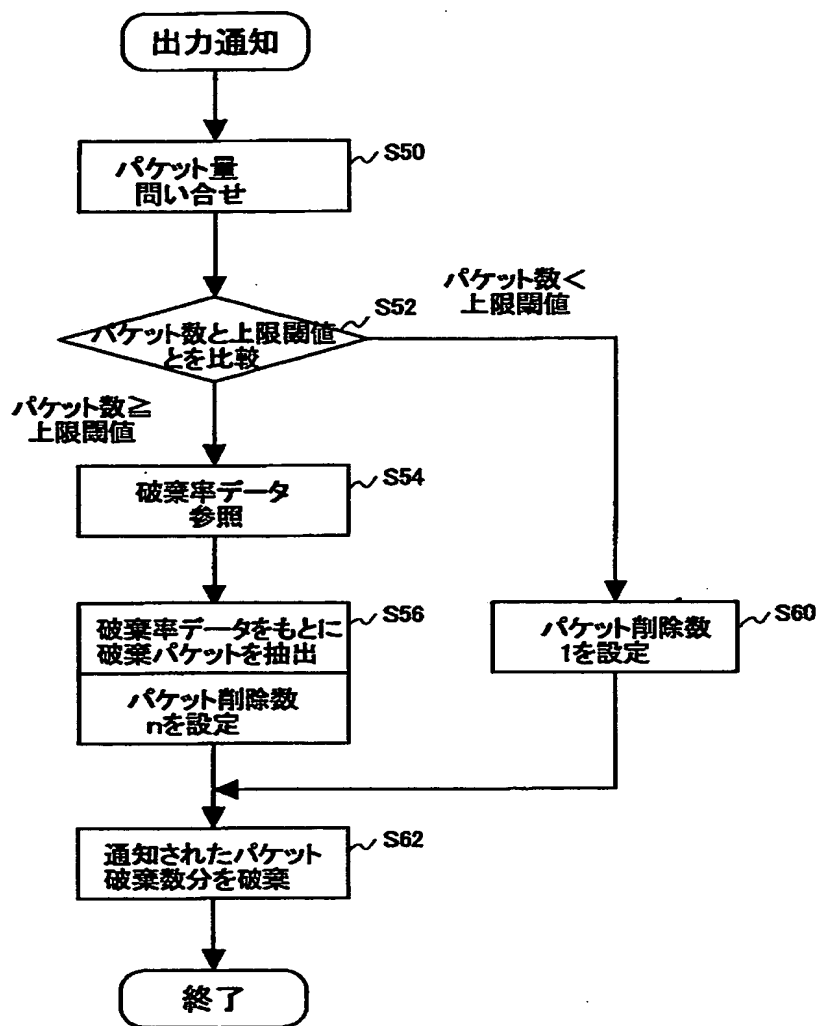 出力通知
パケット量
問い合せ
S50
パケット数<
上限閾値
S52
パケット数と上限閾値
とを比較
パケット数≧
上限閾値
破棄率データ
参照
S54
破棄率データをもとに
破棄パケットを抽出
S56
パケット削除数
nを設定
パケット削除数
1を設定
S60
通知されたパケット
破棄数分を破棄
S62
終了